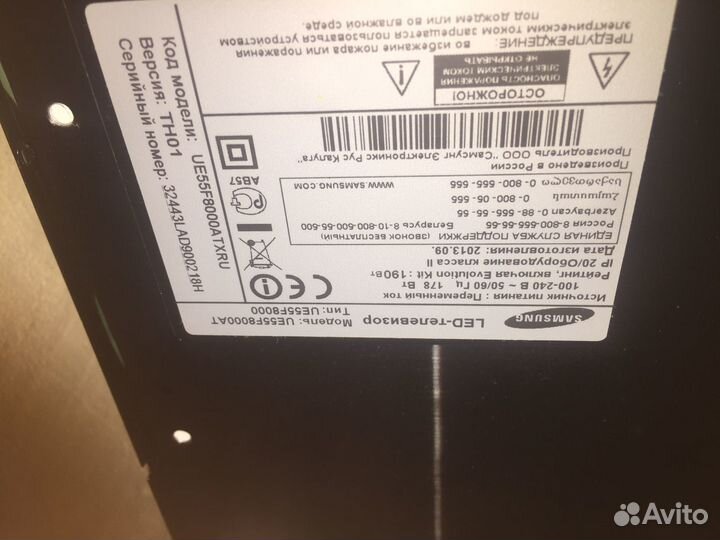 SAMSUNG
LED-телевизор
Модель: UE55F8000AT
Тип: UE55F8000
Источник питания : Переменный ток
100-240 В ~ 50/60 Гц 178 Вт
Рейтинг, включая Evolution Kit : 190Вт
IP 20/Оборудование класса II
Дата изготовления : 2013.09.
ЕДИНАЯ СЛУЖБА ПОДДЕРЖКИ (ЗВОНОК БЕСПЛАТНЫЙ)
Россия 8-800-555-55-55 Беларусь 8-10-800-500-55-500
Azerbaycan 0-88-555-55-55
Հայաստան 0-800-05-555
საქართველო 0-800-555-555
WWW.SAMSUNG.COM
Произведено в России
Производитель ООО "Самсунг Электроникс Рус Калуга"
CE
АВ57
ОСТОРОЖНО!
ОПАСНОСТЬ ПОРАЖЕНИЯ
ЭЛЕКТРИЧЕСКИМ ТОКОМ
НЕ ОТКРЫВАТЬ
ПРЕДУПРЕЖДЕНИЕ:
во избежание пожара или поражения
электрическим током запрещается пользоваться устройством
под дождем или во влажной среде.
Код модели: UE55F8000ATXRU
Версия: TH01
Серийный номер: 32443LAD900218H
Avito